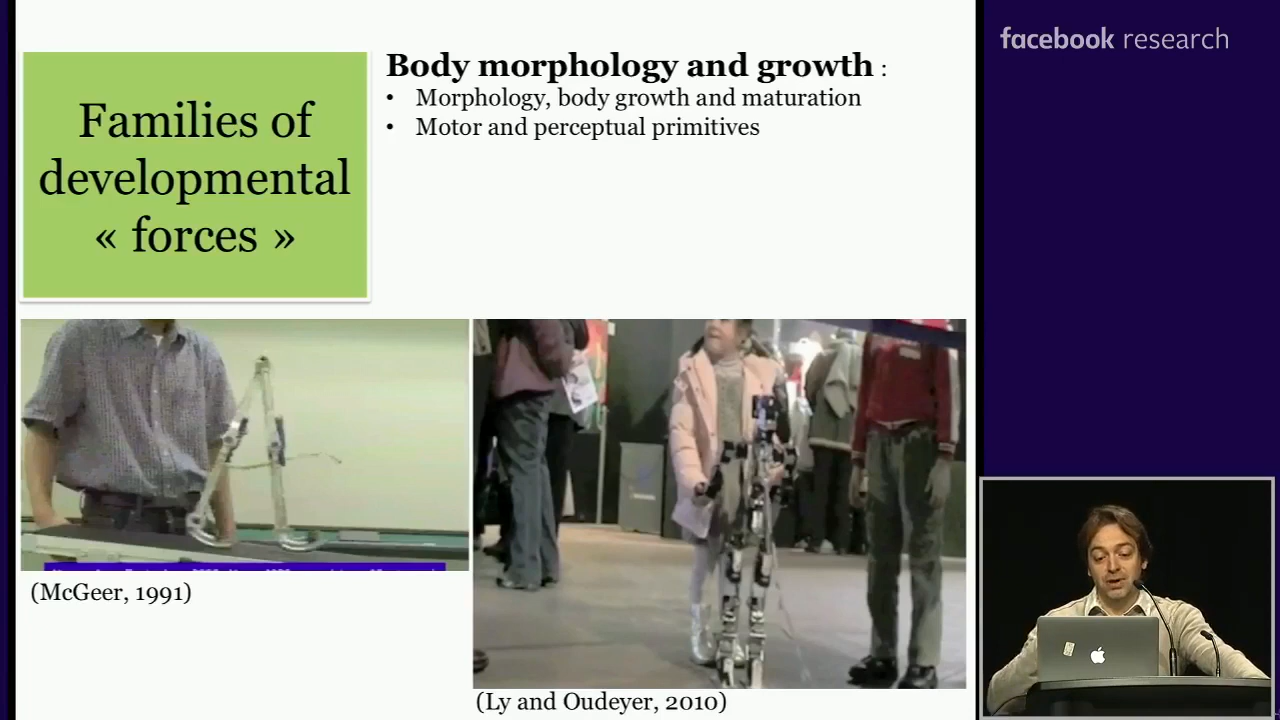 facebook research
Families of
developmental
« forces »
Body morphology and growth :
• Morphology, body growth and maturation
• Motor and perceptual primitives
(McGeer, 1991)
(Ly and Oudeyer, 2010)